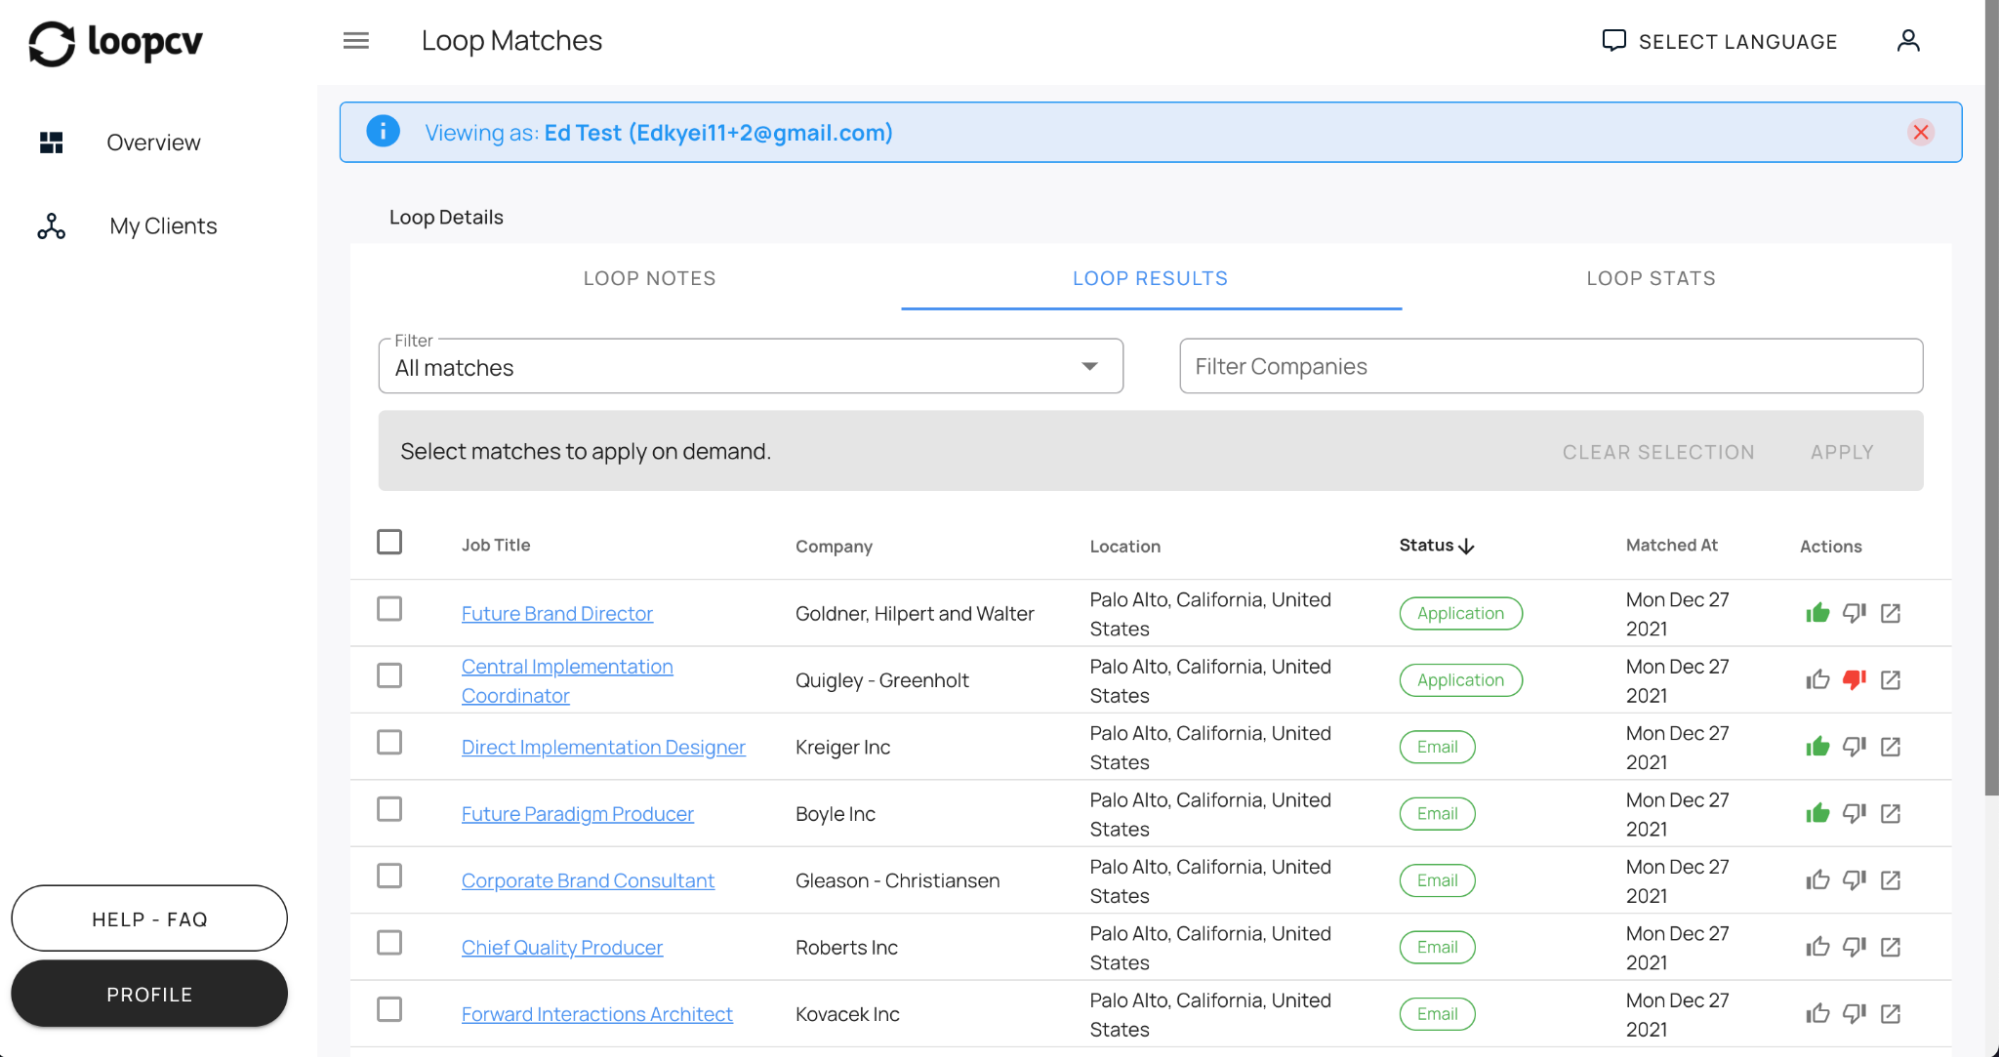 loopcv
Loop Matches
SELECT LANGUAGE
Overview
My Clients
Viewing as: Ed Test (Edkyei11+2@gmail.com)
Loop Details
LOOP NOTES
LOOP RESULTS
LOOP STATS
Filter
All matches
Filter Companies
Select matches to apply on demand.
CLEAR SELECTION
APPLY
Job Title
Company
Location
Status
Matched At
Actions
Future Brand Director
Goldner, Hilpert and Walter
Palo Alto, California, United
States
Application
Mon Dec 27
2021
Central Implementation
Coordinator
Quigley - Greenholt
Palo Alto, California, United
States
Application
Mon Dec 27
2021
Direct Implementation Designer
Kreiger Inc
Palo Alto, California, United
States
Email
Mon Dec 27
2021
Future Paradigm Producer
Boyle Inc
Palo Alto, California, United
States
Email
Mon Dec 27
2021
Corporate Brand Consultant
Gleason - Christiansen
Palo Alto, California, United
States
Email
Mon Dec 27
2021
Chief Quality Producer
Roberts Inc
Palo Alto, California, United
States
Email
Mon Dec 27
2021
Forward Interactions Architect
Kovacek Inc
Palo Alto, California, United
States
Email
Mon Dec 27
2021
HELP - FAQ
PROFILE